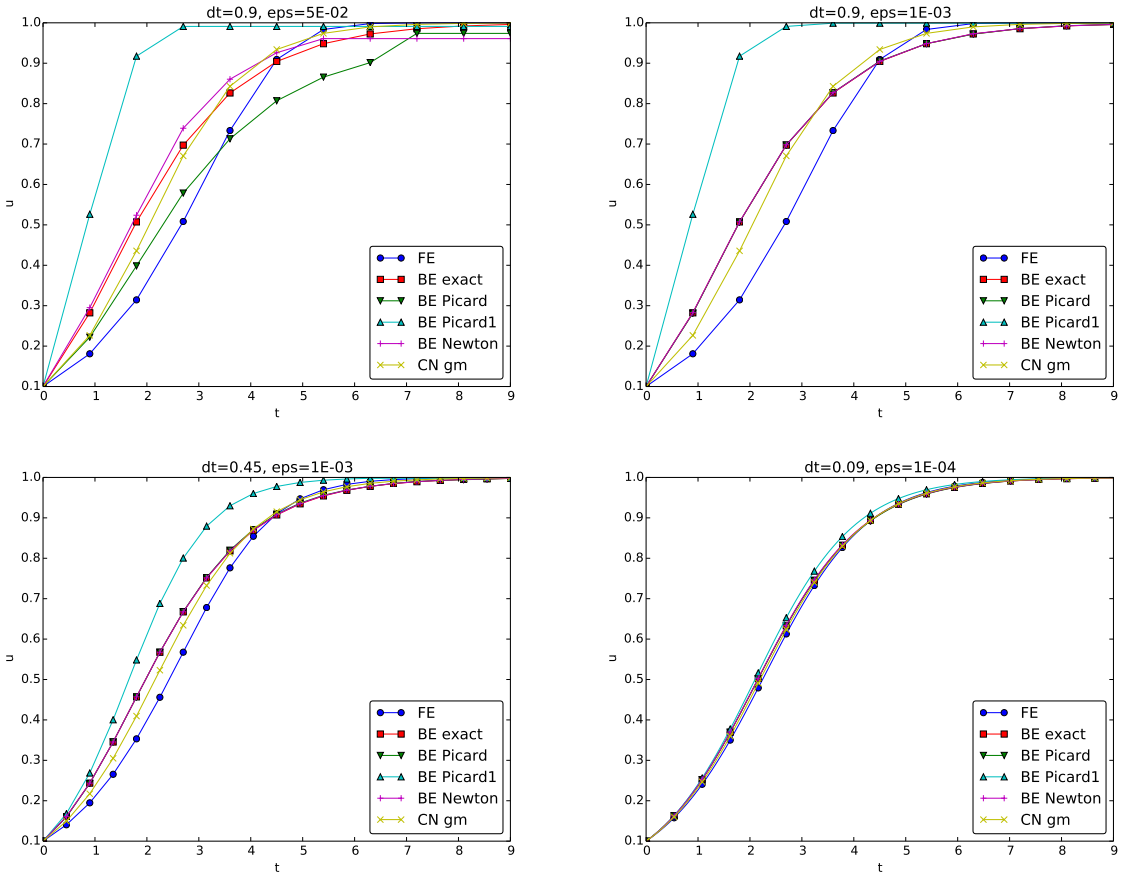 dt=0.9, eps=5E-02
1.0
0.9
0.8
0.7
0.6
0.5
0.4
0.3
0.2
0.1
u
0 1 2 3 4 5 6 7 8 9
t
FE
BE exact
BE Picard
BE Picard1
BE Newton
CN gm
dt=0.9, eps=1E-03
1.0
0.9
0.8
0.7
0.6
0.5
0.4
0.3
0.2
0.1
u
0 1 2 3 4 5 6 7 8 9
t
FE
BE exact
BE Picard
BE Picard1
BE Newton
CN gm
dt=0.45, eps=1E-03
1.0
0.9
0.8
0.7
0.6
0.5
0.4
0.3
0.2
0.1
u
0 1 2 3 4 5 6 7 8 9
t
FE
BE exact
BE Picard
BE Picard1
BE Newton
CN gm
dt=0.09, eps=1E-04
1.0
0.9
0.8
0.7
0.6
0.5
0.4
0.3
0.2
0.1
u
0 1 2 3 4 5 6 7 8 9
t
FE
BE exact
BE Picard
BE Picard1
BE Newton
CN gm